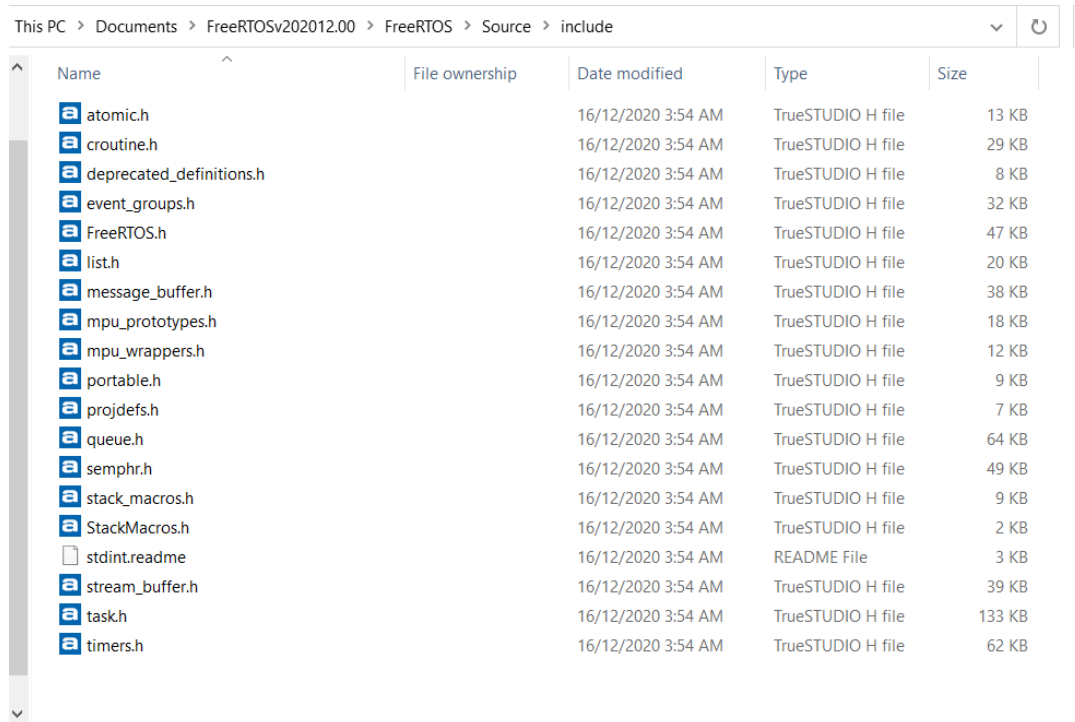 This PC > Documents > FreeRTOSv202012.00 > FreeRTOS > Source > include
Name File ownership Date modified Type Size
atomic.h 16/12/2020 3:54 AM TrueSTUDIO H file 13 KB
croutine.h 16/12/2020 3:54 AM TrueSTUDIO H file 29 KB
deprecated_definitions.h 16/12/2020 3:54 AM TrueSTUDIO H file 8 KB
event_groups.h 16/12/2020 3:54 AM TrueSTUDIO H file 32 KB
FreeRTOS.h 16/12/2020 3:54 AM TrueSTUDIO H file 47 KB
list.h 16/12/2020 3:54 AM TrueSTUDIO H file 20 KB
message_buffer.h 16/12/2020 3:54 AM TrueSTUDIO H file 38 KB
mpu_prototypes.h 16/12/2020 3:54 AM TrueSTUDIO H file 18 KB
mpu_wrappers.h 16/12/2020 3:54 AM TrueSTUDIO H file 12 KB
portable.h 16/12/2020 3:54 AM TrueSTUDIO H file 9 KB
projdefs.h 16/12/2020 3:54 AM TrueSTUDIO H file 7 KB
queue.h 16/12/2020 3:54 AM TrueSTUDIO H file 64 KB
semphr.h 16/12/2020 3:54 AM TrueSTUDIO H file 49 KB
stack_macros.h 16/12/2020 3:54 AM TrueSTUDIO H file 9 KB
StackMacros.h 16/12/2020 3:54 AM TrueSTUDIO H file 2 KB
stdint.readme 16/12/2020 3:54 AM README File 3 KB
stream_buffer.h 16/12/2020 3:54 AM TrueSTUDIO H file 39 KB
task.h 16/12/2020 3:54 AM TrueSTUDIO H file 133 KB
timers.h 16/12/2020 3:54 AM TrueSTUDIO H file 62 KB